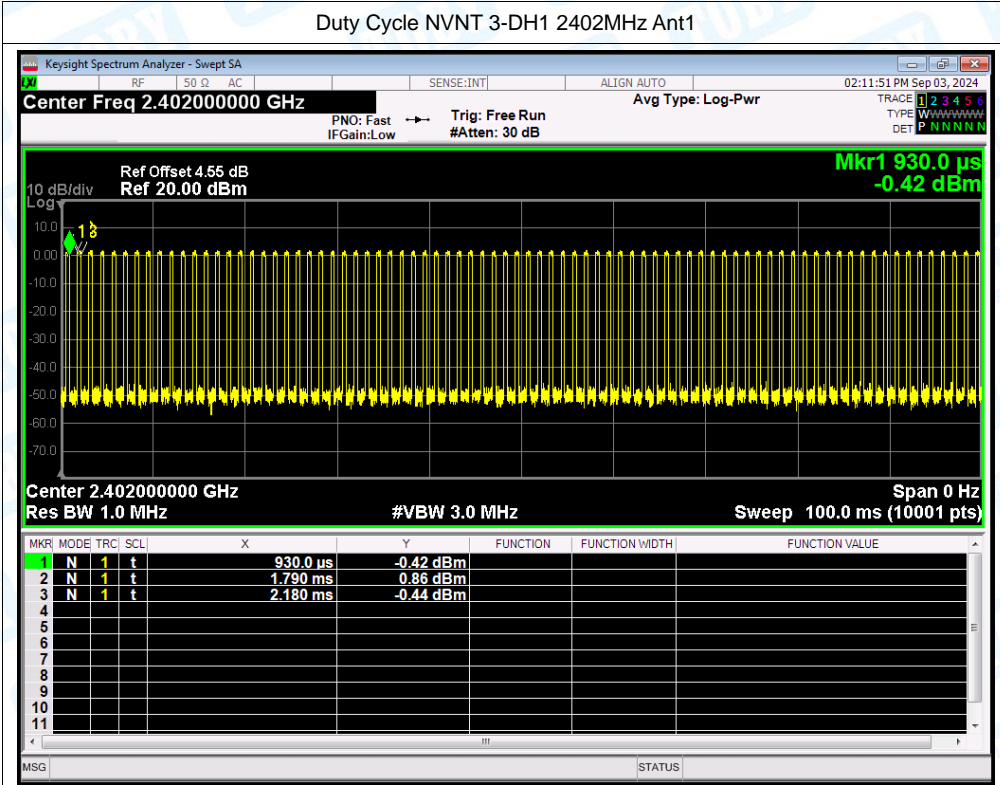 Duty Cycle NVNT 3-DH1 2402MHz Ant1
Keysight Spectrum Analyzer - Swept SA
LXI RF 50 Ω AC SENSE:INT ALIGN AUTO 02:11:51 PM Sep 03, 2024
Center Freq 2.402000000 GHz
PNO: Fast
IFGain:Low
Trig: Free Run
#Atten: 30 dB
Avg Type: Log-Pwr
TRACE 1 2 3 4 5 6
TYPE WWWWWWW
DET P N N N N N
Mkr1 930.0 µs
-0.42 dBm
Ref Offset 4.55 dB
10 dB/div Ref 20.00 dBm
Log
10.0
0.00
-10.0
-20.0
-30.0
-40.0
-50.0
-60.0
-70.0
1 3
Center 2.402000000 GHz Span 0 Hz
Res BW 1.0 MHz #VBW 3.0 MHz Sweep 100.0 ms (10001 pts)
MKR MODE TRC SCL X Y FUNCTION FUNCTION WIDTH FUNCTION VALUE
1 N 1 t 930.0 µs -0.42 dBm
2 N 1 t 1.790 ms 0.86 dBm
3 N 1 t 2.180 ms -0.44 dBm
4
5
6
7
8
9
10
11
MSG STATUS